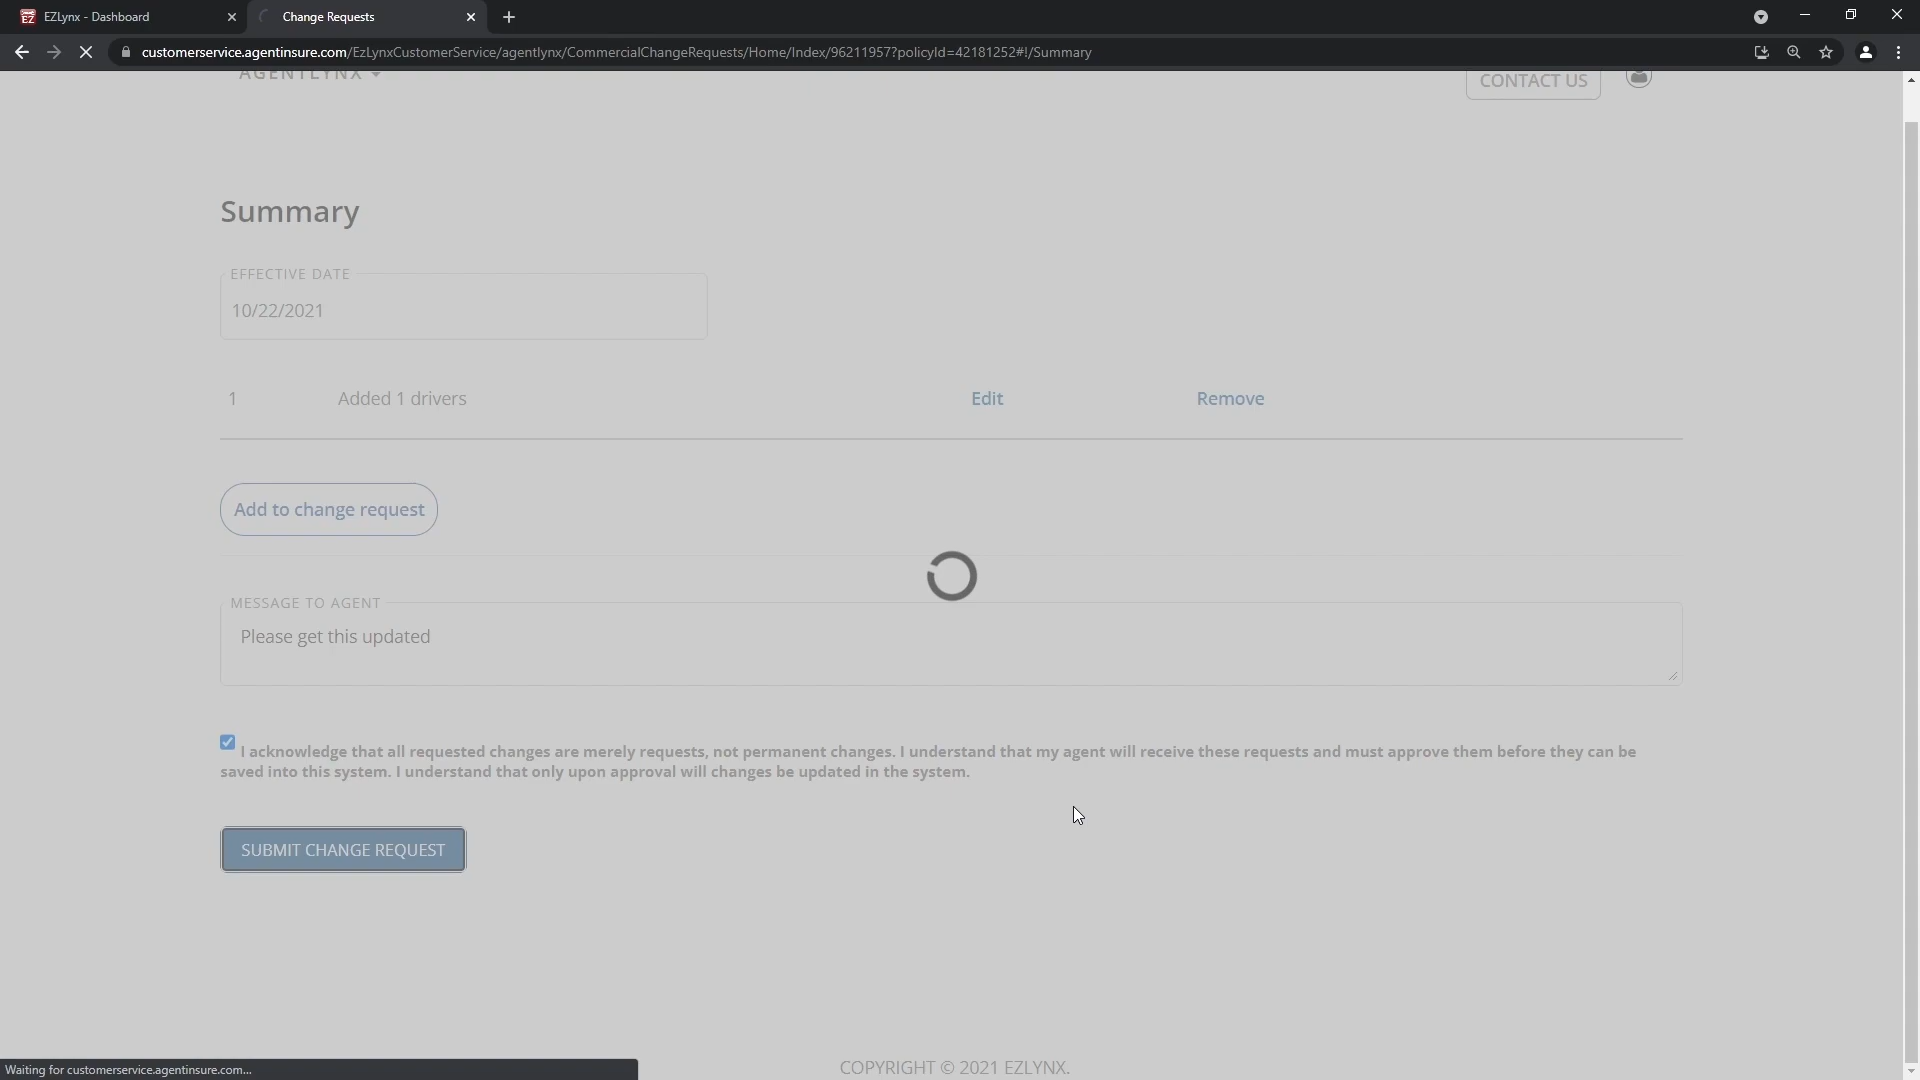 EZLynx - Dashboard
Change Requests
customerservice.agentinsure.com/EzLynxCustomerService/agentlynx/CommercialChangeRequests/Home/Index/96211957?policyId=42181252#!/Summary
AGENTLYNX
CONTACT US
Summary
EFFECTIVE DATE
10/22/2021
1 Added 1 drivers Edit Remove
Add to change request
MESSAGE TO AGENT
Please get this updated
I acknowledge that all requested changes are merely requests, not permanent changes. I understand that my agent will receive these requests and must approve them before they can be
saved into this system. I understand that only upon approval will changes be updated in the system.
SUBMIT CHANGE REQUEST
COPYRIGHT © 2021 EZLYNX.
Waiting for customerservice.agentinsure.com...